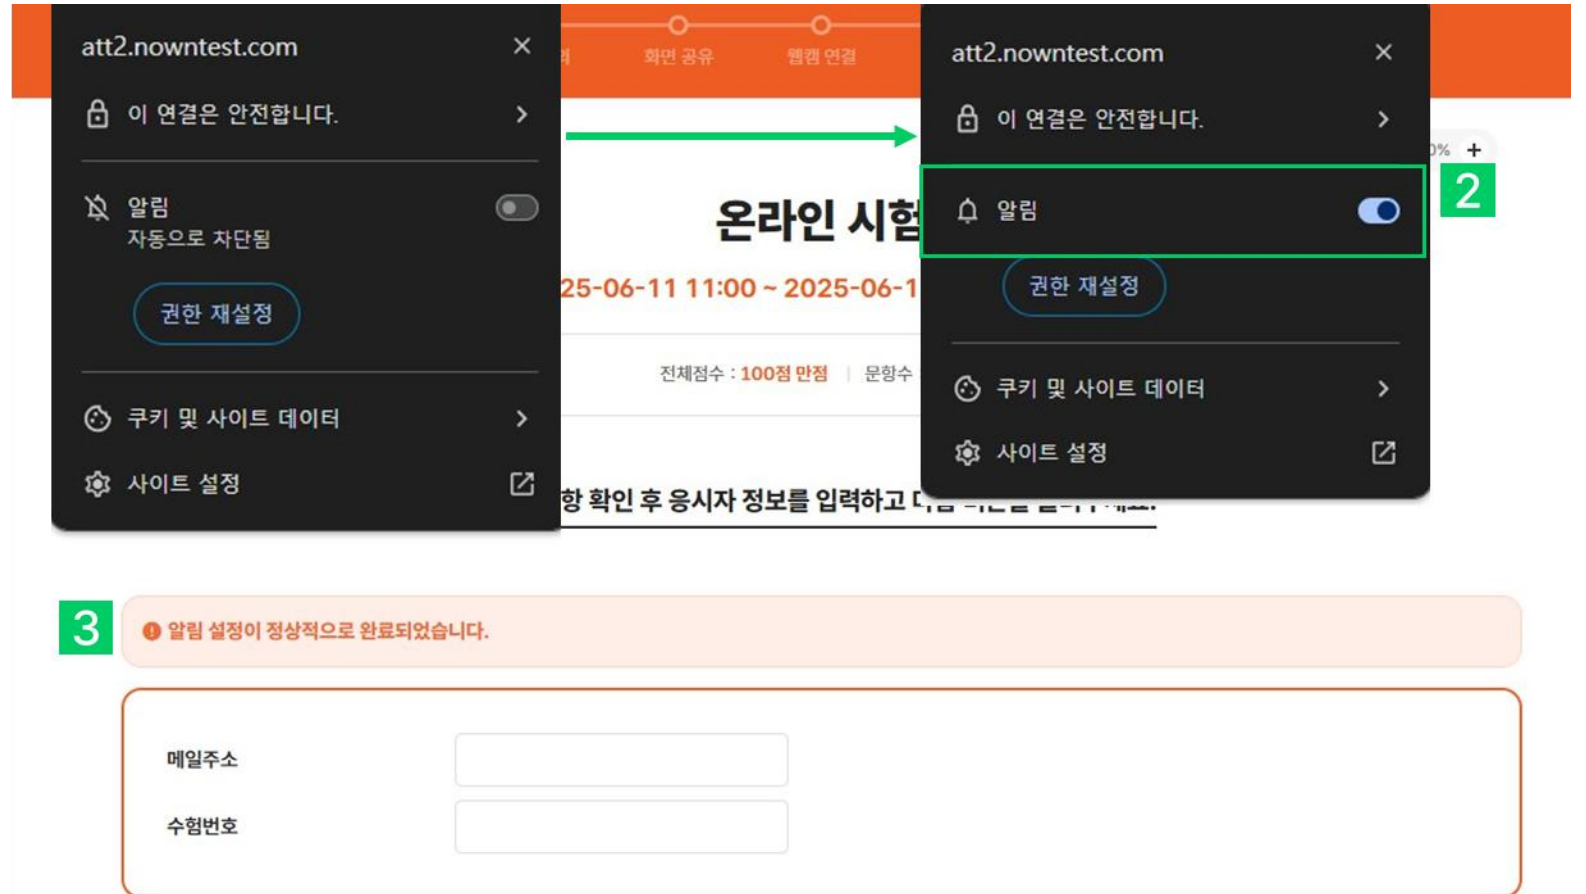 att2.nowntest.com
이 연결은 안전합니다.
알림
자동으로 차단됨
권한 재설정
쿠키 및 사이트 데이터
사이트 설정
화면 공유
웹캠 연결
att2.nowntest.com
이 연결은 안전합니다.
알림
2
권한 재설정
쿠키 및 사이트 데이터
사이트 설정
0% +
온라인 시험
25-06-11 11:00 ~ 2025-06-1
전체점수 : 100점 만점 | 문항수
항 확인 후 응시자 정보를 입력하고
3
알림 설정이 정상적으로 완료되었습니다.
메일주소
수험번호